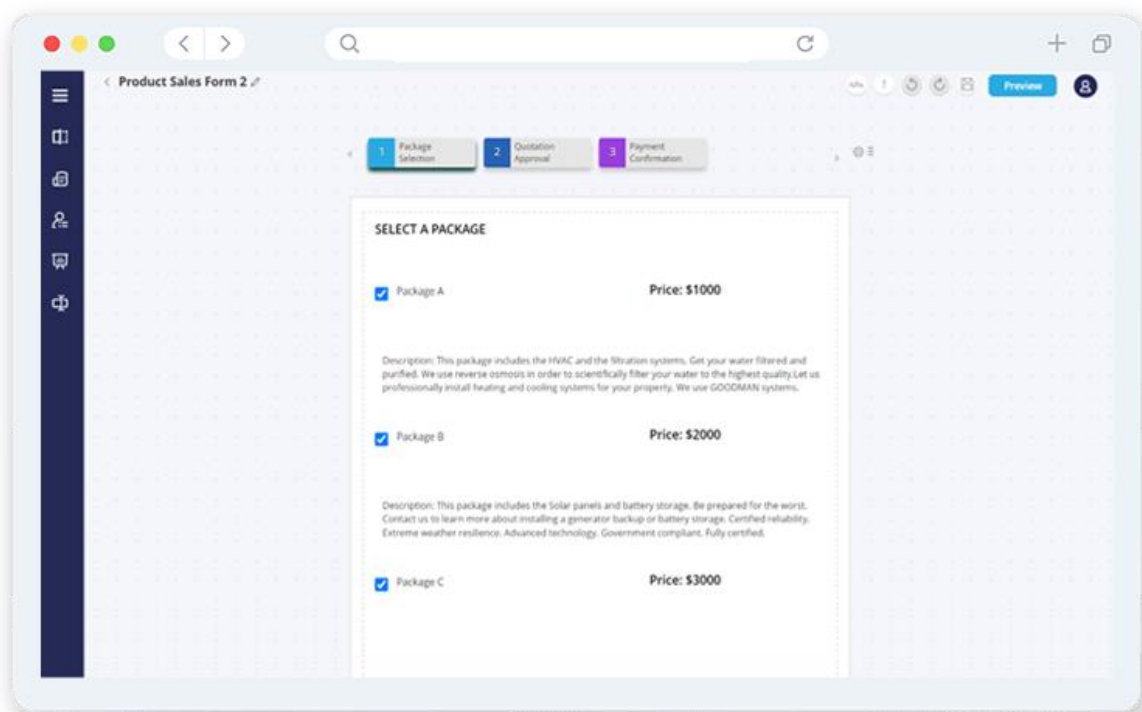 Product Sales Form 2
Preview
1 Package
Selection
2 Quotation
Approval
3 Payment
Confirmation
SELECT A PACKAGE
Package A Price: $1000
Description: This package includes the HVAC and the filtration systems. Get your water filtered and
purified. We use reverse osmosis in order to scientifically filter your water to the highest quality.Let us
professionally install heating and cooling systems for your property. We use GOODMAN systems.
Package B Price: $2000
Description: This package includes the Solar panels and battery storage. Be prepared for the worst.
Contact us to learn more about installing a generator backup or battery storage. Certified reliability.
Extreme weather resilience. Advanced technology. Government compliant. Fully certified.
Package C Price: $3000